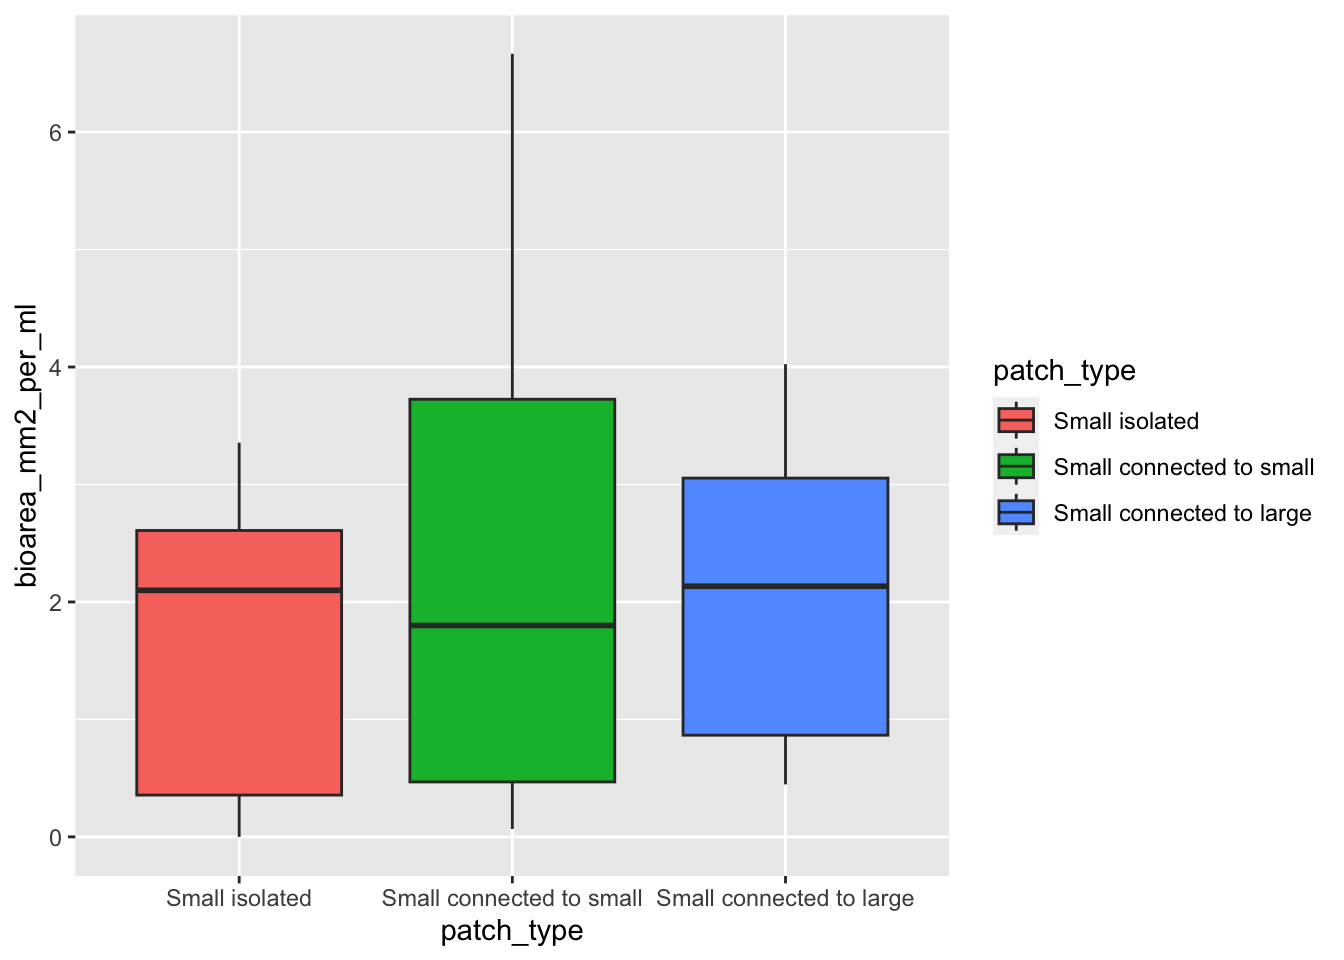 bioarea_mm2_per_ml
6
4
2
0
Small isolated
Small connected to small
Small connected to large
patch_type
patch_type
Small isolated
Small connected to small
Small connected to large